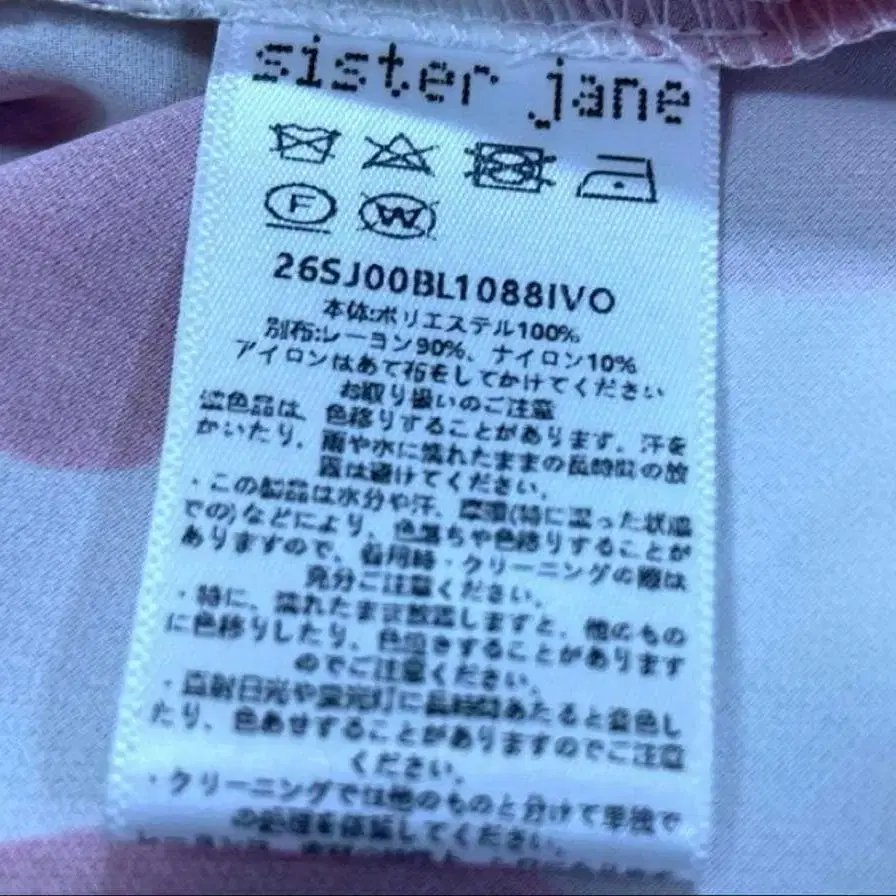 sister jane
F W
26SJ00BL1088IVO
本体:ポリエステル100%
別布:レーヨン90%、ナイロン10%
アイロンはあて布をしてかけてください
お取り扱いのご注意
染色品は、色移りすることがあります。汗を
かいたり、雨や水に濡れたままの長時間の放
置は避けてください。
・この製品は水分や汗、摩擦(特に湿った状態
での)などにより、色落ちや色移りすることが
ありますので、着用時・クリーニングの際は
充分ご注意ください。
・特に、濡れたまま放置しますと、他のもの
に色移りしたり、色泣きすることがあります
のでご注意ください。
・直射日光や蛍光灯に長時間あたると変色し
たり、色あせすることがありますのでご注意
ください。
・クリーニングでは他のものと分けて単独で
の処理を依頼してください。